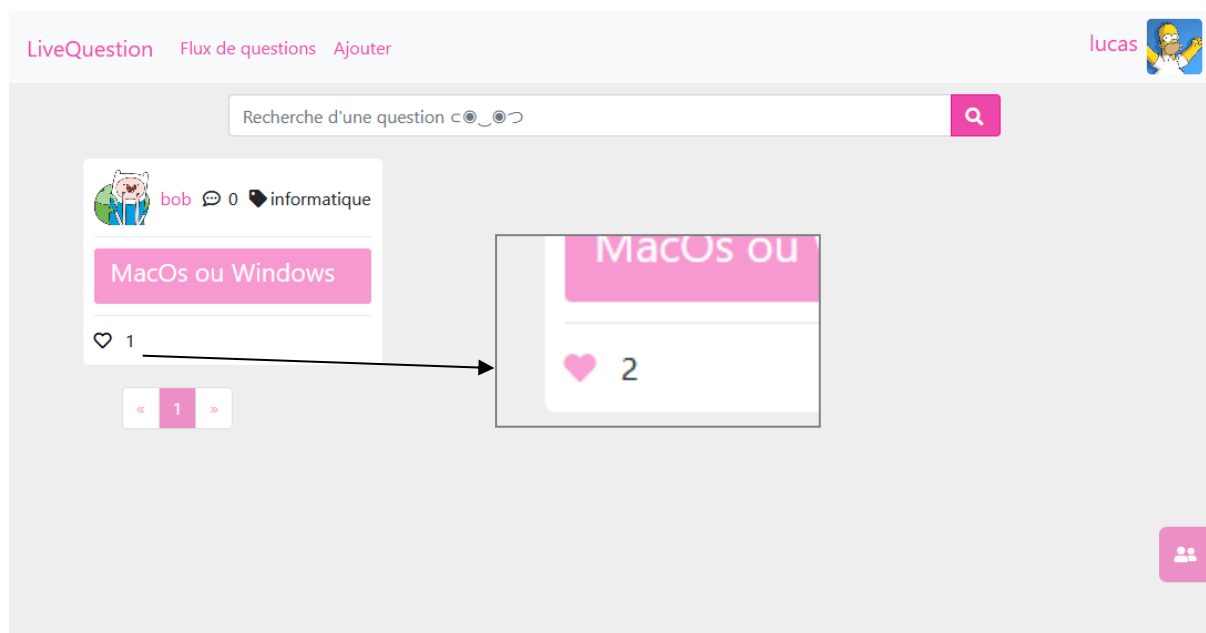 LiveQuestion Flux de questions Ajouter lucas
Recherche d'une question ⊂◉‿◉つ
bob 0 informatique
MacOs ou Windows
1
MacOs ou
2
« 1 »